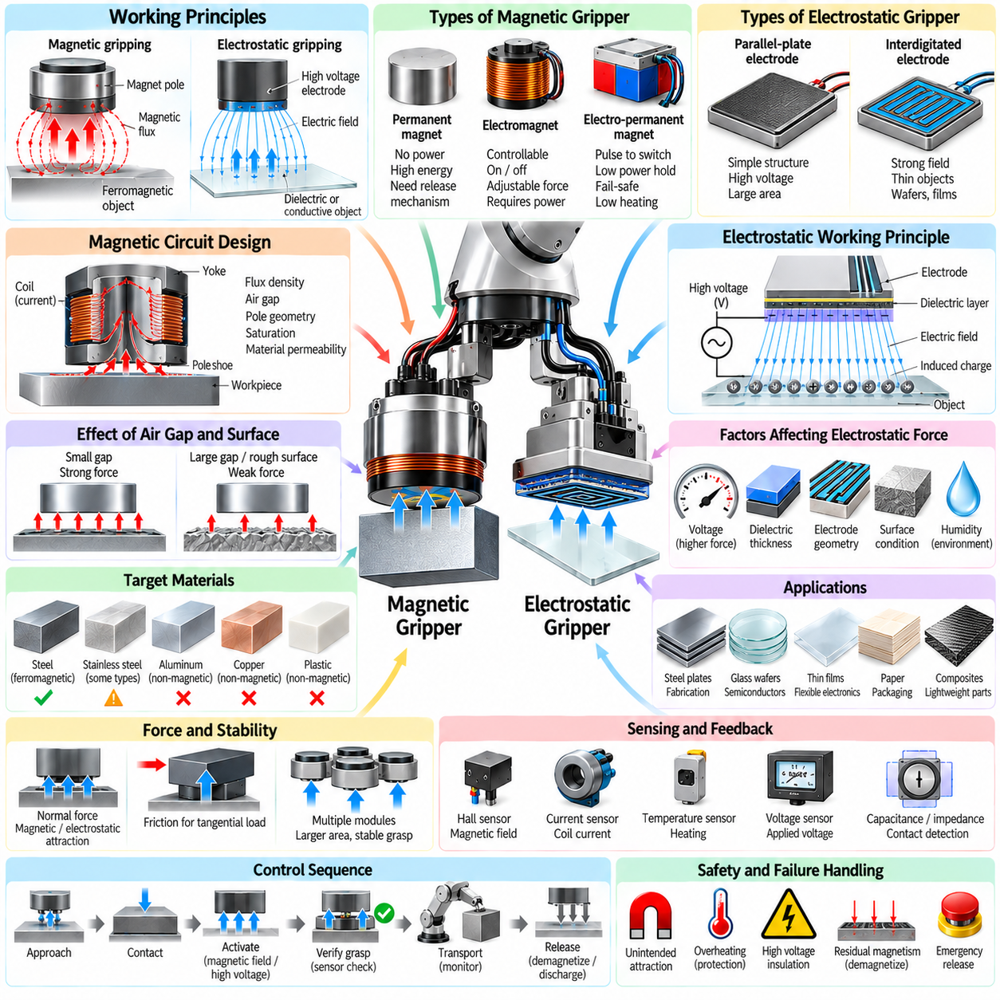 Working Principles
Magnetic gripping
Magnet pole
Magnetic
flux
Ferromagnetic
object
Electrostatic gripping
High voltage
electrode
Electric field
Dielectric or
conductive object
Types of Magnetic Gripper
Permanent
magnet
No power
High energy
Need release
mechanism
Electromagnet
Controllable
On / off
Adjustable force
Requires power
Electro-permanent
magnet
Pulse to switch
Low power hold
Fail-safe
Low heating
Types of Electrostatic Gripper
Parallel-plate
electrode
Simple structure
High voltage
Large area
Interdigitated
electrode
Strong field
Thin objects
Wafers, films
Magnetic Circuit Design
Coil
(current)
Yoke
Pole shoe
Workpiece
Flux density
Air gap
Pole geometry
Saturation
Material permeability
Electrostatic Working Principle
High voltage
(V)
Electrode
Dielectric layer
Electric field
Induced charge
Object
Effect of Air Gap and Surface
Small gap
Strong force
Large gap / rough surface
Weak force
Factors Affecting Electrostatic Force
Voltage
(higher force)
Dielectric
thickness
Electrode
geometry
Surface
condition
Humidity
(environment)
Magnetic
Gripper
Electrostatic
Gripper
Target Materials
Steel
(ferromagnetic)
Stainless steel
(some types)
Aluminum
(non-magnetic)
Copper
(non-magnetic)
Plastic
(non-magnetic)
Applications
Steel plates
Fabrication
Glass wafers
Semiconductors
Thin films
Flexible electronics
Paper
Packaging
Composites
Lightweight parts
Force and Stability
Normal force
Magnetic / electrostatic
attraction
Friction for tangential load
Multiple modules
Larger area, stable grasp
Sensing and Feedback
Hall sensor
Magnetic field
Current sensor
Coil current
Temperature sensor
Heating
Voltage sensor
Applied voltage
Capacitance / impedance
Contact detection
Control Sequence
Approach
Contact
Activate
(magnetic field /
high voltage)
Verify grasp
(sensor check)
Transport
(monitor)
Release
(demagnetize /
discharge)
Safety and Failure Handling
Unintended
attraction
Overheating
(protection)
High voltage
insulation
Residual magnetism
(demagnetize)
Emergency
release